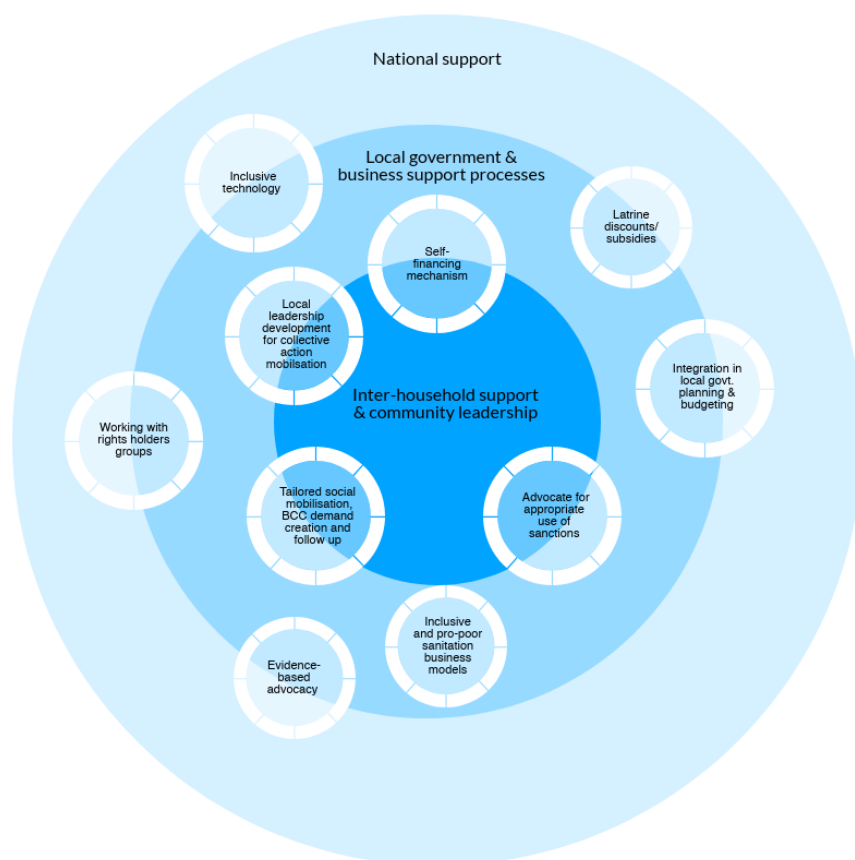 National support
Local government &
business support processes
Inclusive
technology
Latrine
discounts/
subsidies
Self-
financing
mechanism
Local
leadership
development
for collective
action
mobilsation
Integration in
local govt.
planning &
budgeting
Inter-household support
& community leadership
Working with
rights holders
groups
Tailored social
mobilisation,
BCC demand
creation and
follow up
Advocate for
appropriate
use of
sanctions
Inclusive
and pro-poor
sanitation
business
models
Evidence-
based
advocacy